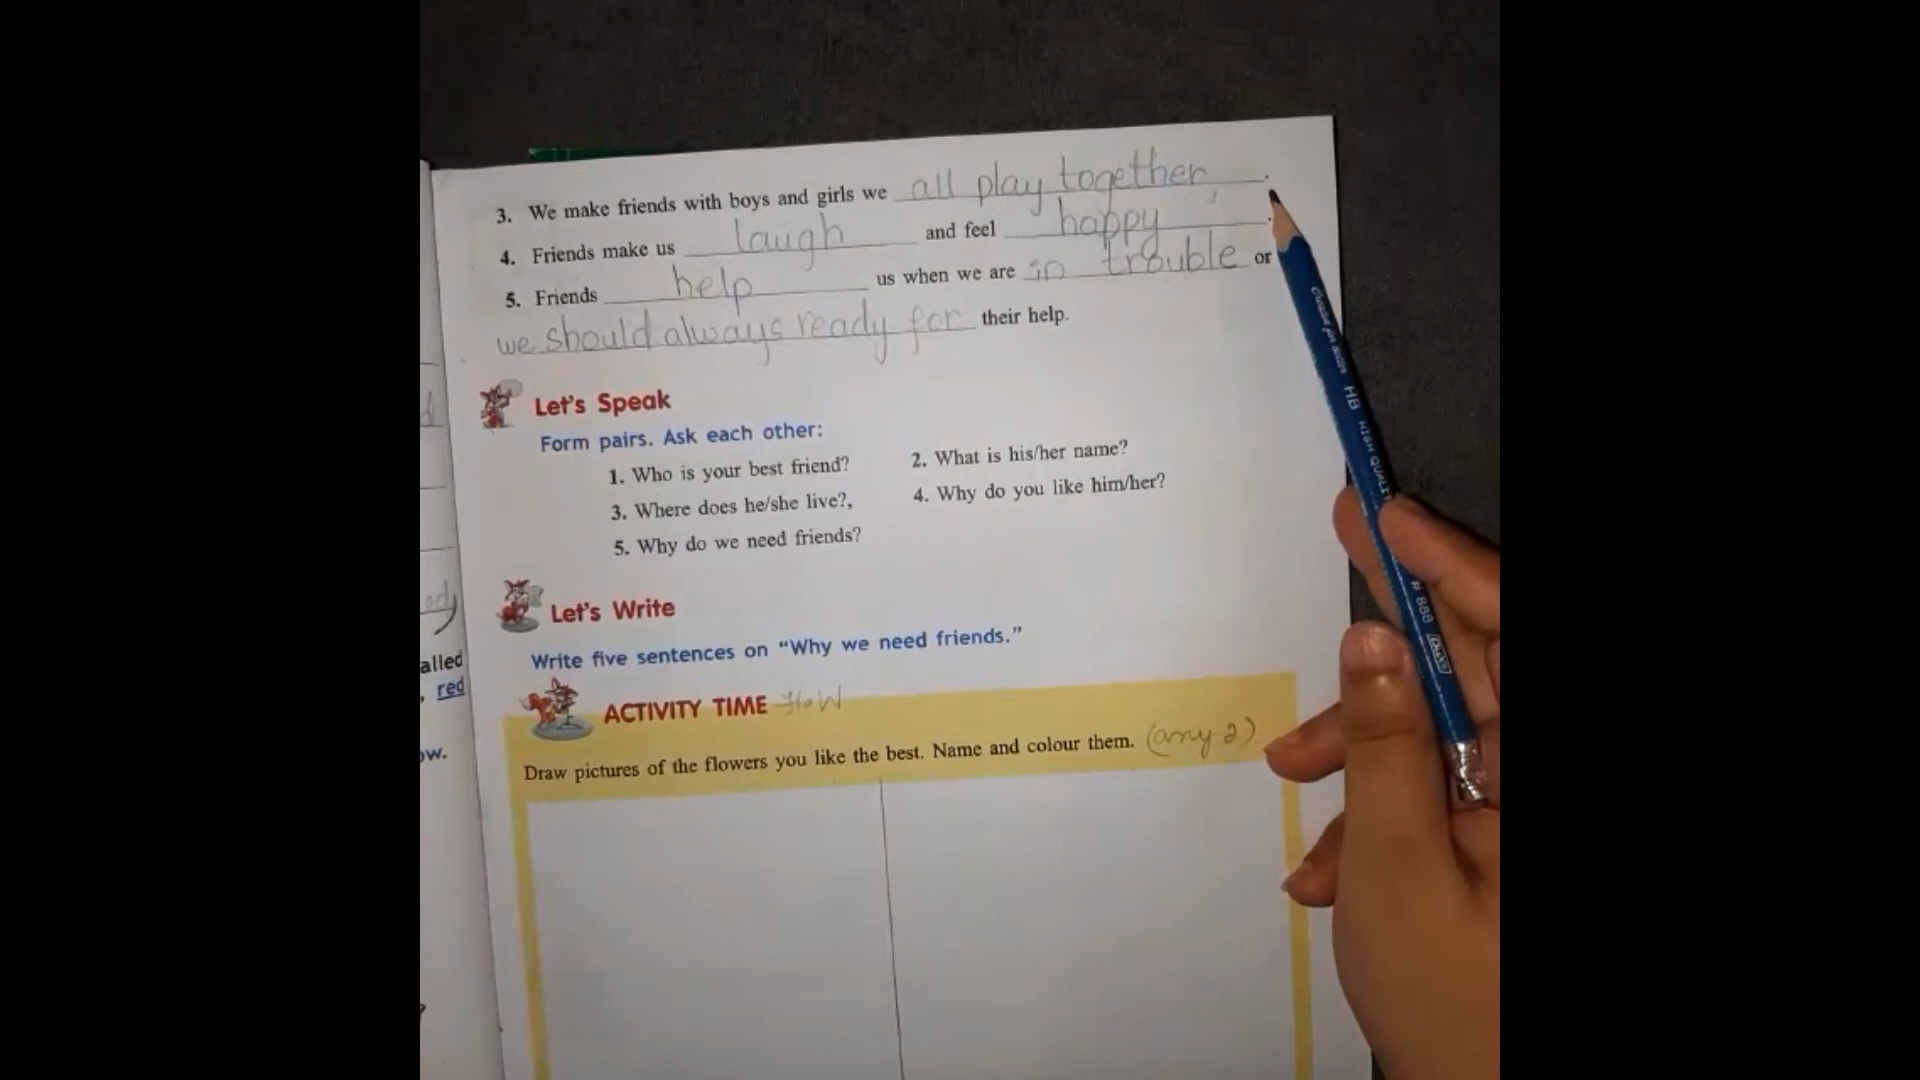 3. We make friends with boys and girls we all play together.
4. Friends make us laugh and feel happy.
5. Friends help us when we are in trouble or
we should always ready for their help.
Let's Speak
Form pairs. Ask each other:
1. Who is your best friend? 2. What is his/her name?
3. Where does he/she live?, 4. Why do you like him/her?
5. Why do we need friends?
Let's Write
Write five sentences on “Why we need friends.”
ACTIVITY TIME H.W
Draw pictures of the flowers you like the best. Name and colour them. (any 2)
alled
, red
ow.
HB HIGH QUALIT
# 888